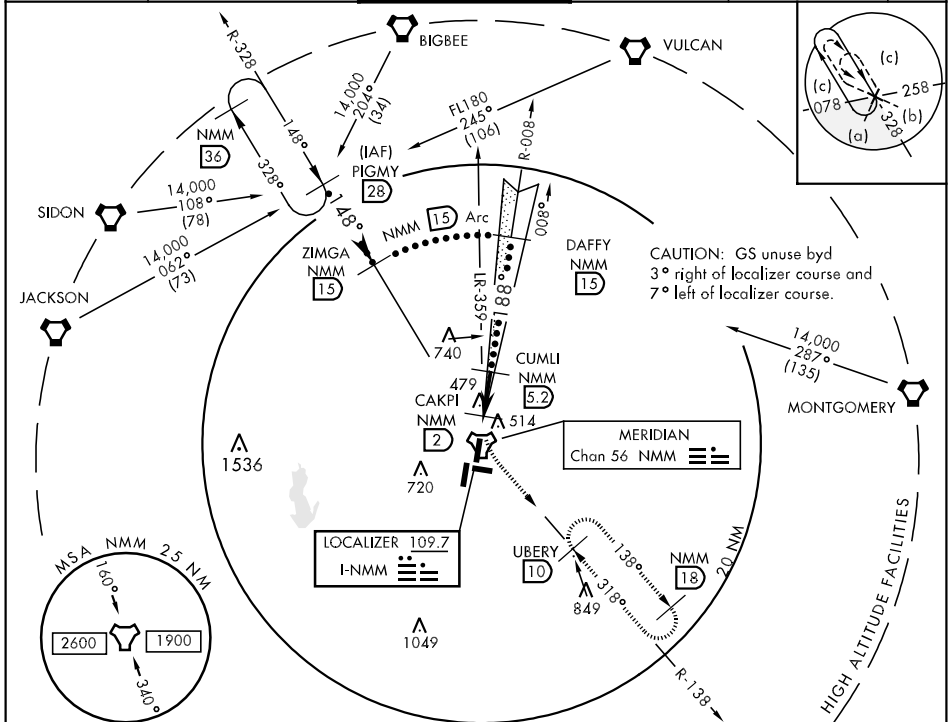 BIGBEE
VULCAN
R-328
14,000
204°
(34)
FL180
245°
(106)
R-008
(c)
(c)
078
258
(b)
(a)
328
NMM
36
148°
328°
(IAF)
PIGMY
28
SIDON
14,000
108°
(78)
14,000
062°
(73)
JACKSON
148°
NMM 15 Arc
008°
ZIMGA
NMM
15
DAFFY
NMM
15
CAUTION: GS unuse byd
3° right of localizer course and
7° left of localizer course.
LR-359
188°
14,000
287°
(135)
MONTGOMERY
740
CUMLI
NMM
5.2
479
CAKPI
NMM
2
514
MERIDIAN
Chan 56 NMM
1536
720
LOCALIZER 109.7
I-NMM
UBERY
10
138°
318°
NMM
18
20 NM
849
1049
MSA NMM 25 NM
160°
2600
1900
340°
R-138
HIGH ALTITUDE FACILITIES